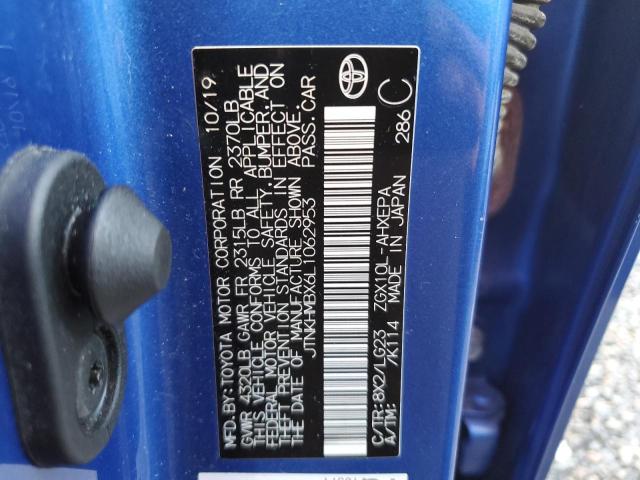 MFD.BY:TOYOTA MOTOR CORPORATION 10/19
GVWR 4320LB GAWR FR 2315LB RR 2370LB
THIS VEHICLE CONFORMS TO ALL APPLICABLE
FEDERAL MOTOR VEHICLE SAFETY, BUMPER, AND
THEFT PREVENTION STANDARDS IN EFFECT ON
THE DATE OF MANUFACTURE SHOWN ABOVE.
JTNKHMBX6L1062953 PASS.CAR
C/TR:8X2/LG23 ZGX10L-AHXEPA
A/TM: /K114 MADE IN JAPAN
286 C